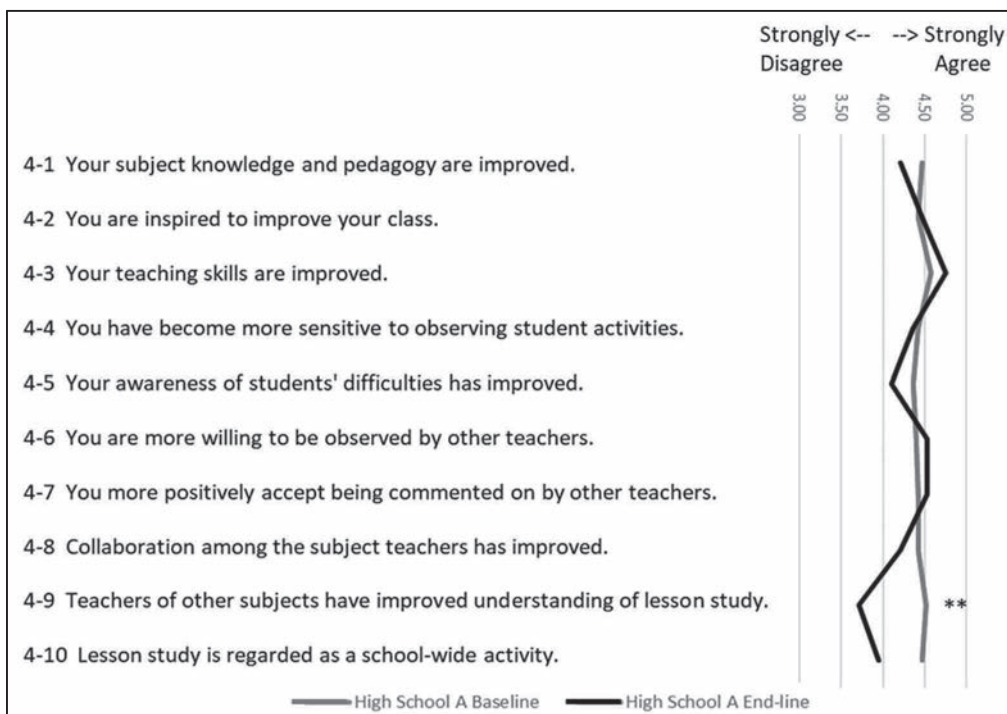 Strongly <-- --> Strongly
Disagree Agree
3.00 3.50 4.00 4.50 5.00
4-1 Your subject knowledge and pedagogy are improved.
4-2 You are inspired to improve your class.
4-3 Your teaching skills are improved.
4-4 You have become more sensitive to observing student activities.
4-5 Your awareness of students' difficulties has improved.
4-6 You are more willing to be observed by other teachers.
4-7 You more positively accept being commented on by other teachers.
4-8 Collaboration among the subject teachers has improved.
4-9 Teachers of other subjects have improved understanding of lesson study. **
4-10 Lesson study is regarded as a school-wide activity.
High School A Baseline High School A End-line